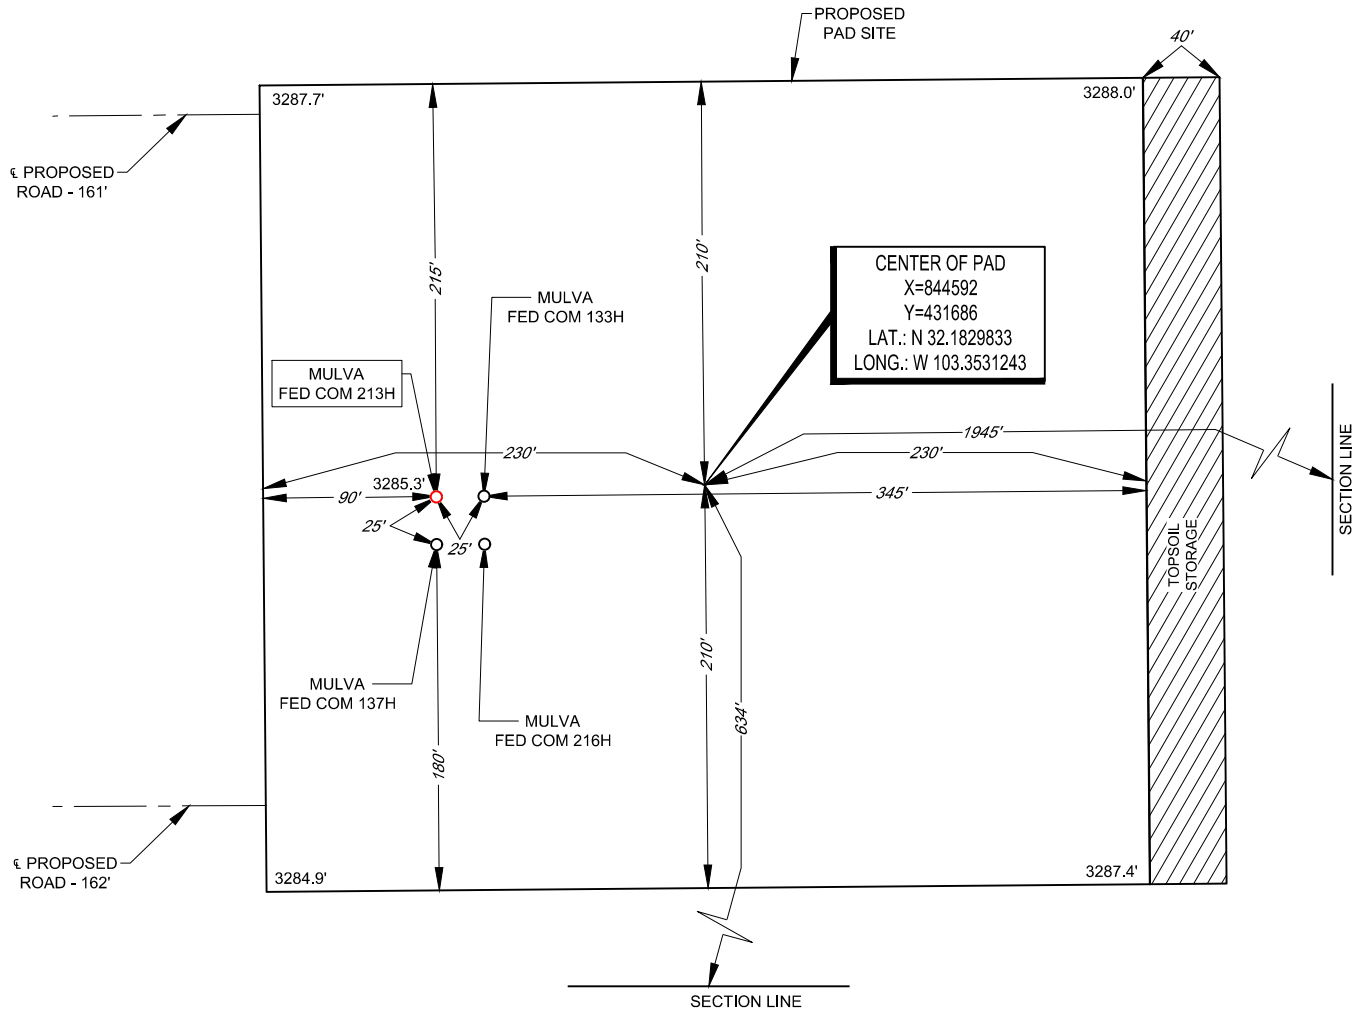 PROPOSED
PAD SITE
40'
3287.7'
3288.0'
℄ PROPOSED
ROAD - 161'
215'
210'
CENTER OF PAD
X=844592
Y=431686
LAT.: N 32.1829833
LONG.: W 103.3531243
MULVA
FED COM 133H
MULVA
FED COM 213H
1945'
230'
230'
3285.3'
90'
345'
25'
25'
SECTION LINE
TOPSOIL
STORAGE
210'
634'
MULVA
FED COM 137H
MULVA
FED COM 216H
180'
℄ PROPOSED
ROAD - 162'
3284.9'
3287.4'
SECTION LINE